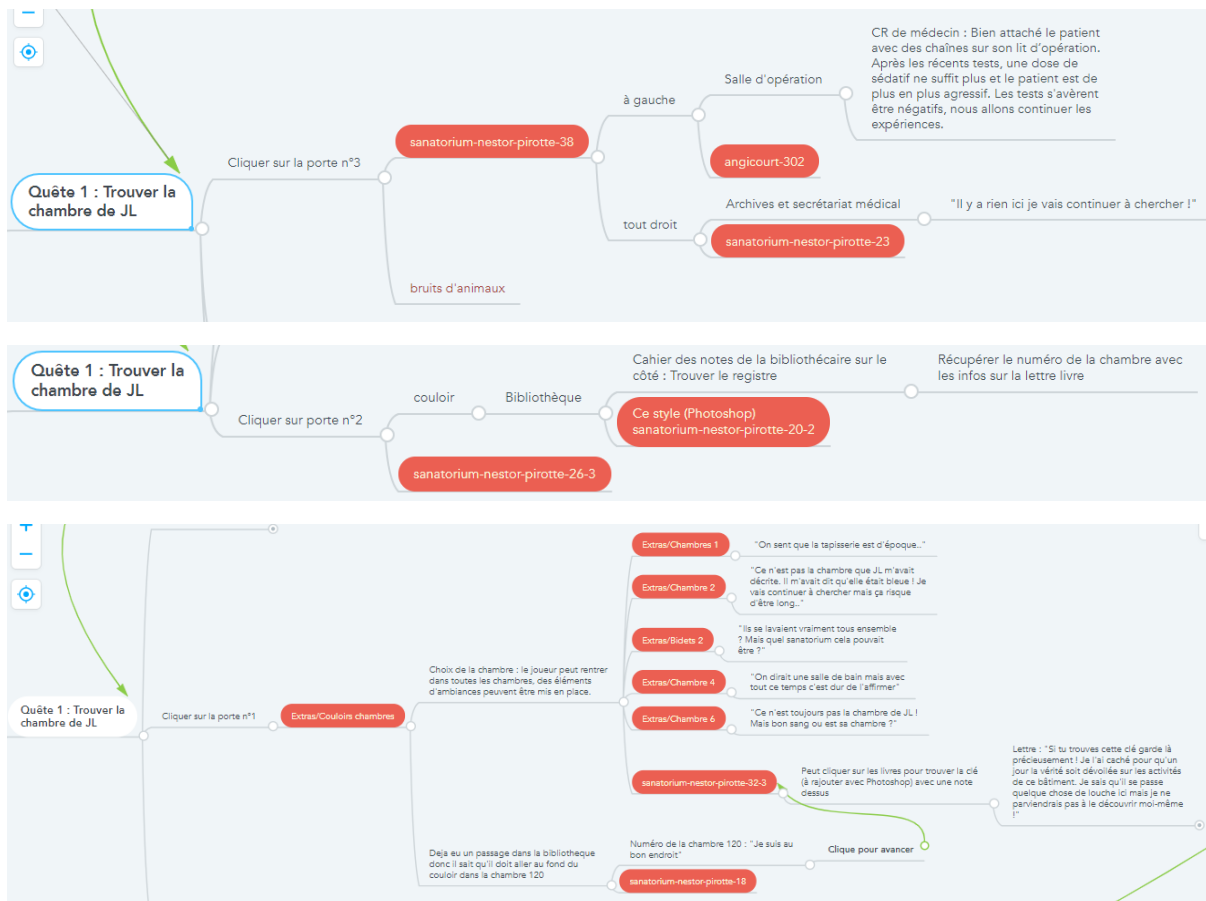 CR de médecin : Bien attaché le patient
avec des chaînes sur son lit d'opération.
Après les récents tests, une dose de
sédatif ne suffit plus et le patient est de
plus en plus agressif. Les tests s'avèrent
être négatifs, nous allons continuer les
expériences.
Salle d'opération
à gauche
sanatorium-nestor-pirotte-38
angicourt-302
Cliquer sur la porte n°3
Quête 1 : Trouver la
chambre de JL
Archives et secrétariat médical
"Il y a rien ici je vais continuer à chercher !"
tout droit
sanatorium-nestor-pirotte-23
bruits d'animaux
Quête 1 : Trouver la
chambre de JL
Cahier des notes de la bibliothécaire sur le
côté : Trouver le registre
Récupérer le numéro de la chambre avec
les infos sur la lettre livre
couloir
Bibliothèque
Ce style (Photoshop)
sanatorium-nestor-pirotte-20-2
Cliquer sur porte n°2
sanatorium-nestor-pirotte-26-3
Extras/Chambres 1
"On sent que la tapisserie est d'époque.."
Extras/Chambre 2
"Ce n'est pas la chambre que JL m'avait
décrite. Il m'avait dit qu'elle était bleue ! Je
vais continuer à chercher mais ça risque
d'être long.."
Extras/Bidets 2
"Ils se lavaient vraiment tous ensemble
? Mais quel sanatorium cela pouvait
être ?"
Choix de la chambre : le joueur peut rentrer
dans toutes les chambres, des éléments
d'ambiances peuvent être mis en place.
Extras/Chambre 4
"On dirait une salle de bain mais avec
tout ce temps c'est dur de l'affirmer"
Quête 1 : Trouver la
chambre de JL
Cliquer sur la porte n°1
Extras/Couloirs chambres
Extras/Chambre 6
"Ce n'est toujours pas la chambre de JL !
Mais bon sang ou est sa chambre ?"
sanatorium-nestor-pirotte-32-3
Peut cliquer sur les livres pour trouver la clé
(à rajouter avec Photoshop) avec une note
dessus
Lettre : "Si tu trouves cette clé garde là
précieusement ! Je l'ai caché pour qu'un
jour la vérité soit dévoilée sur les activités
de ce bâtiment. Je sais qu'il se passe
quelque chose de louche ici mais je ne
parviendrais pas à le découvrir moi-même
!"
Deja eu un passage dans la bibliotheque
donc il sait qu'il doit aller au fond du
couloir dans la chambre 120
Numéro de la chambre 120 : "Je suis au
bon endroit"
Clique pour avancer
sanatorium-nestor-pirotte-18